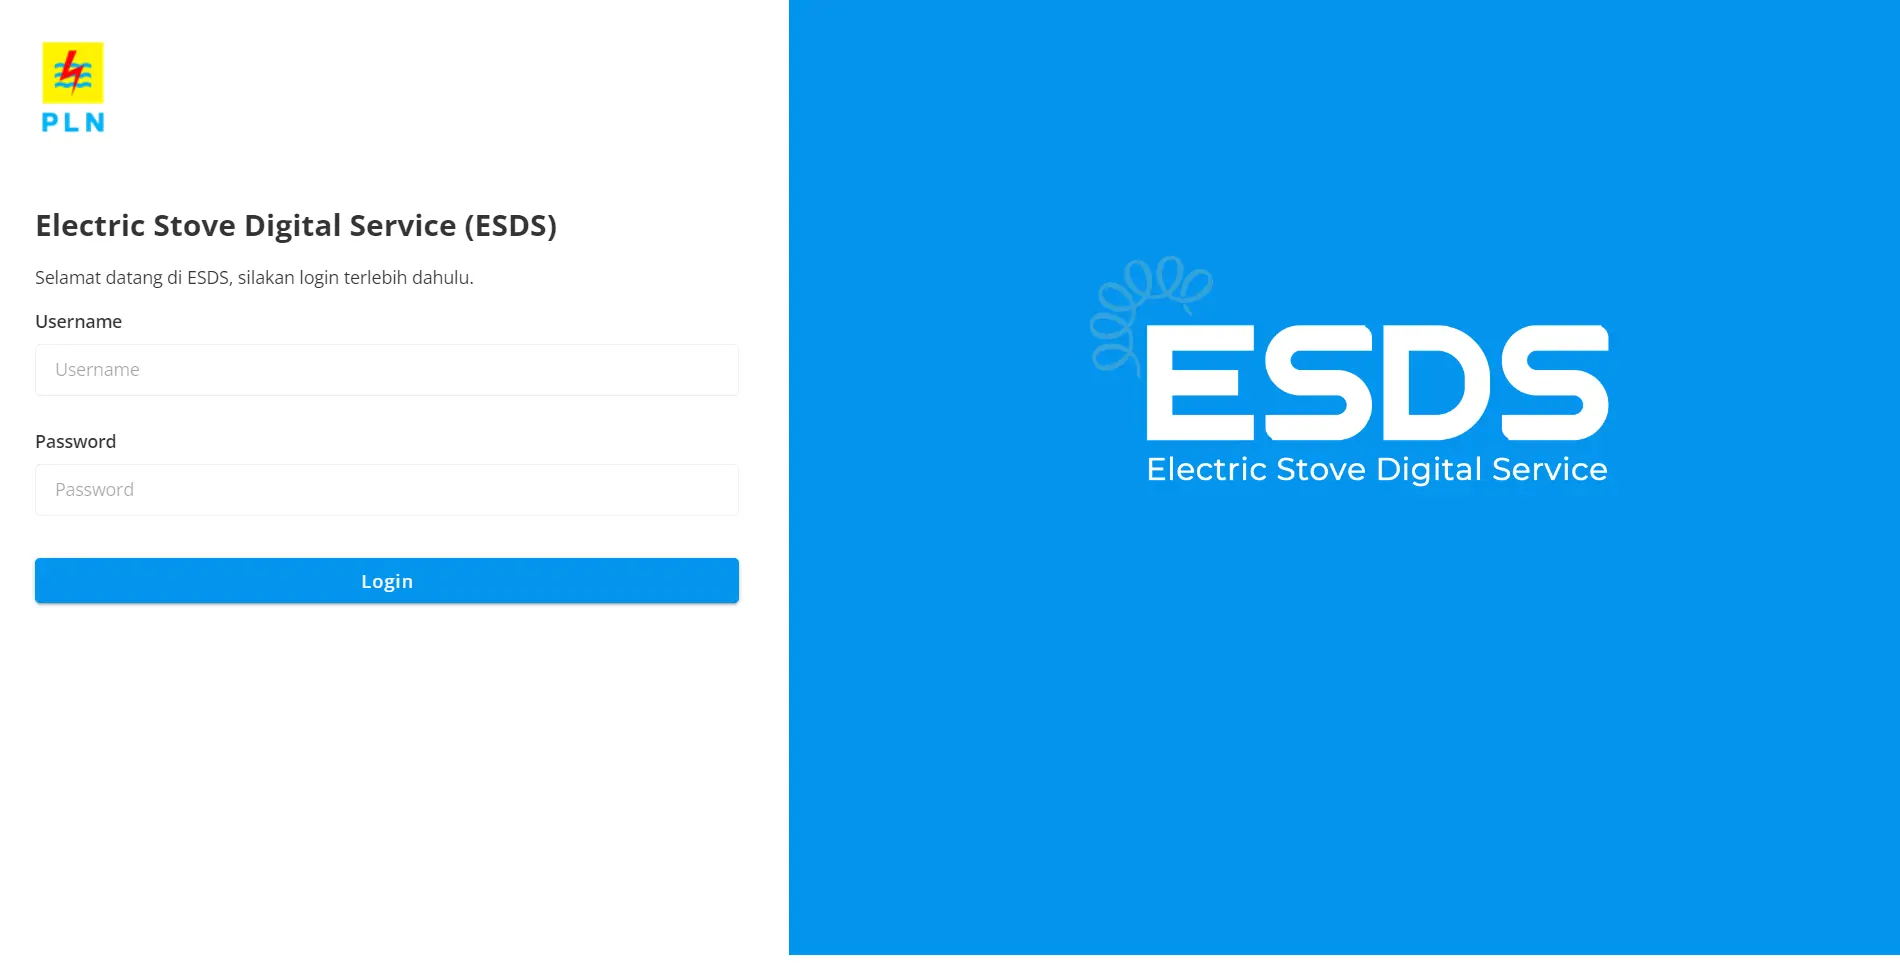 PLN
Electric Stove Digital Service (ESDS)
Selamat datang di ESDS, silakan login terlebih dahulu.
Username
Username
Password
Password
Login
ESDS
Electric Stove Digital Service